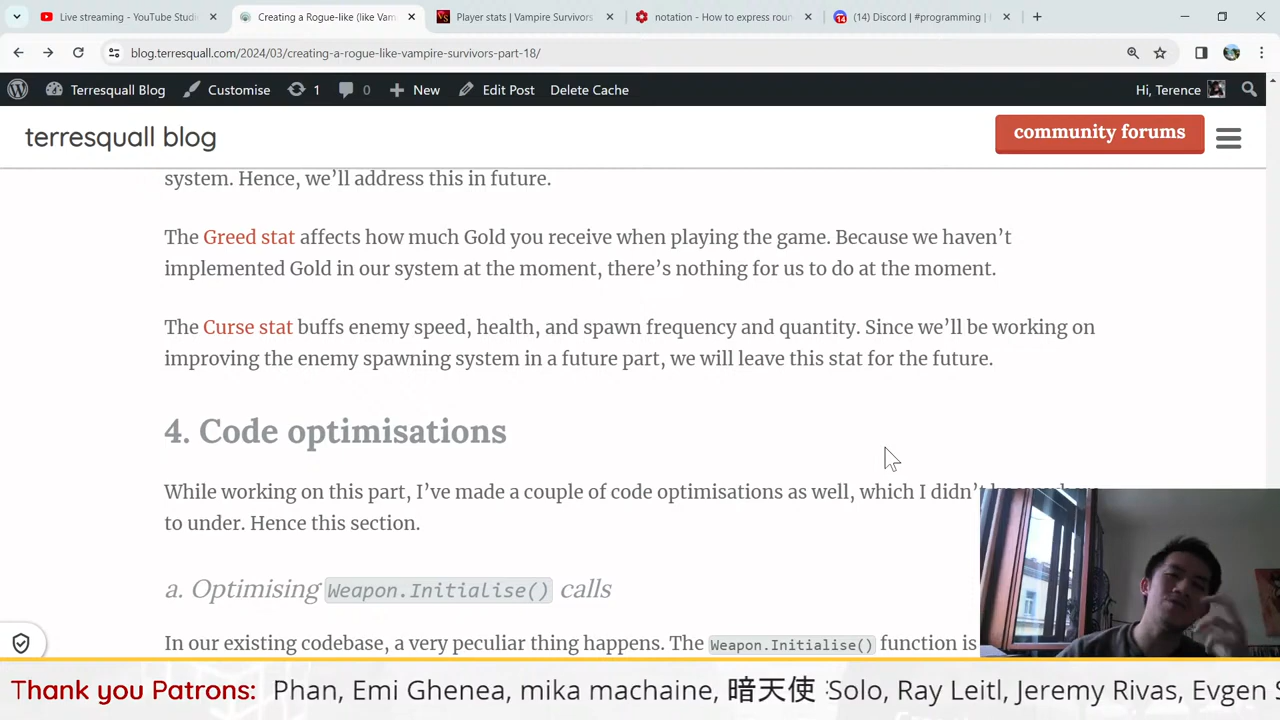 Live streaming - YouTube Studi
Creating a Rogue-like (like Vam
Player stats | Vampire Survivors
notation - How to express roun
(14) Discord | #programming |
blog.terresquall.com/2024/03/creating-a-rogue-like-vampire-survivors-part-18/
Terresquall Blog Customise 1 0 New Edit Post Delete Cache Hi, Terence
terresquall blog
community forums
system. Hence, we’ll address this in future.
The Greed stat affects how much Gold you receive when playing the game. Because we haven’t
implemented Gold in our system at the moment, there’s nothing for us to do at the moment.
The Curse stat buffs enemy speed, health, and spawn frequency and quantity. Since we’ll be working on
improving the enemy spawning system in a future part, we will leave this stat for the future.
4. Code optimisations
While working on this part, I’ve made a couple of code optimisations as well, which I didn’t
to under. Hence this section.
a. Optimising Weapon.Initialise() calls
In our existing codebase, a very peculiar thing happens. The Weapon.Initialise() function is
Thank you Patrons: Phan, Emi Ghenea, mika machaine, 暗天使 Solo, Ray Leitl, Jeremy Rivas, Evgen S